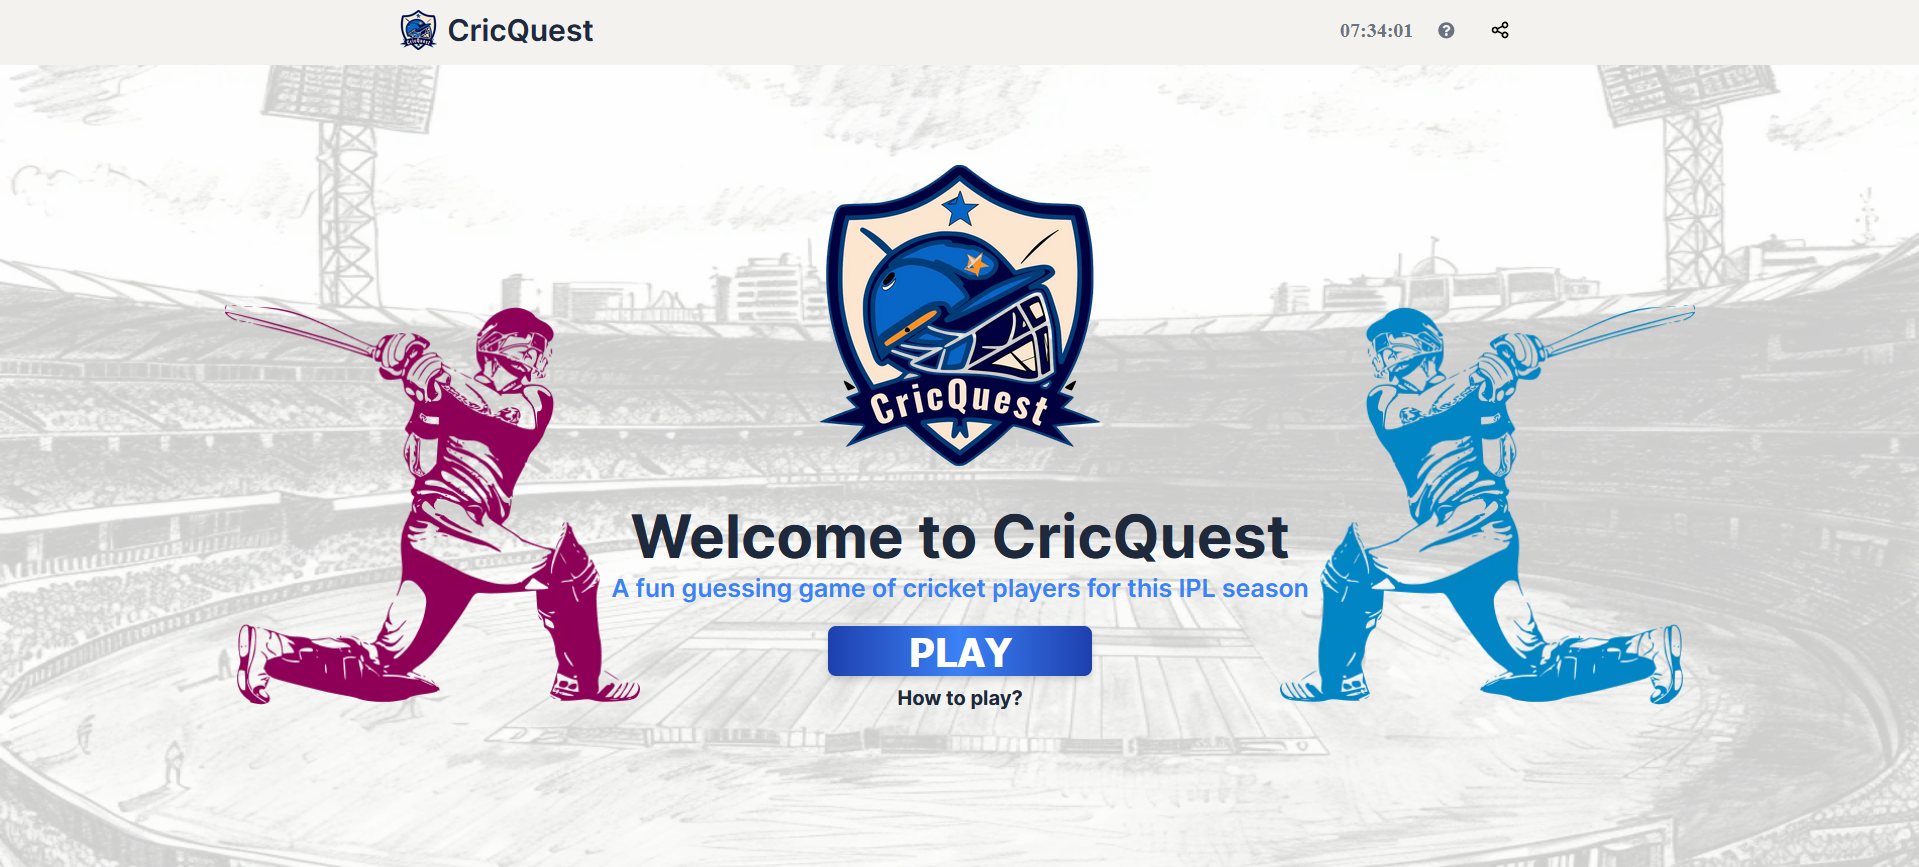 CricQuest
07:34:01
CricQuest
Welcome to CricQuest
A fun guessing game of cricket players for this IPL season
PLAY
How to play?